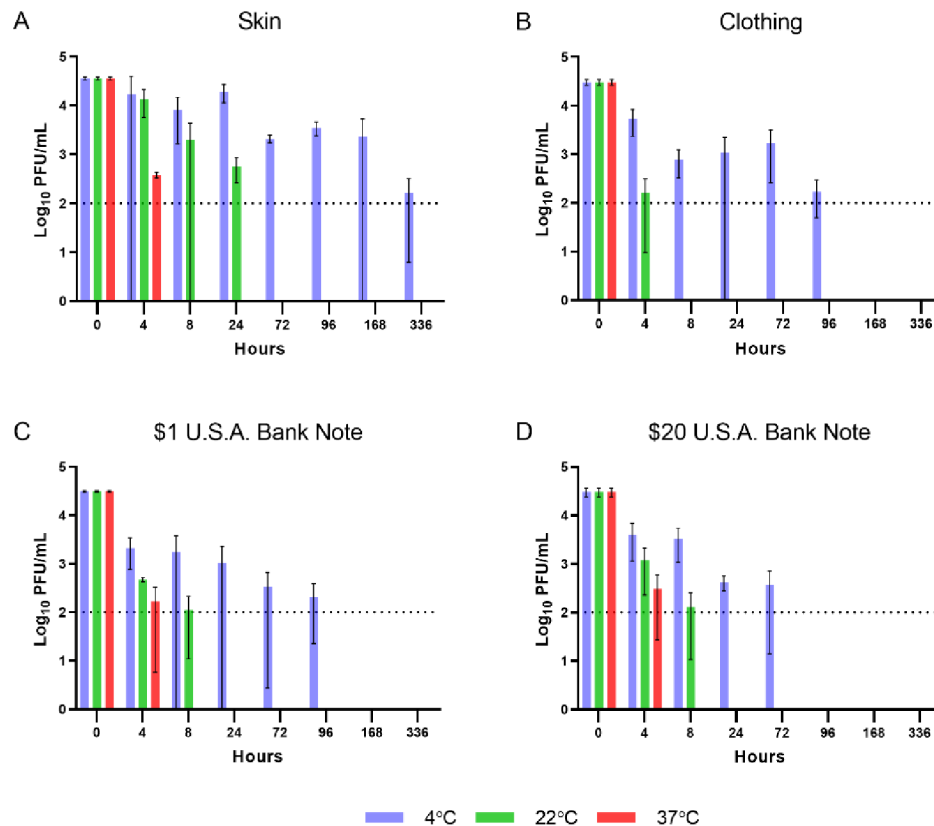 A Skin
5
4
3
2
1
0
Log10 PFU/mL
0 4 8 24 72 96 168 336
Hours
B Clothing
5
4
3
2
1
0
Log10 PFU/mL
0 4 8 24 72 96 168 336
Hours
C $1 U.S.A. Bank Note
5
4
3
2
1
0
Log10 PFU/mL
0 4 8 24 72 96 168 336
Hours
D $20 U.S.A. Bank Note
5
4
3
2
1
0
Log10 PFU/mL
0 4 8 24 72 96 168 336
Hours
4°C 22°C 37°C